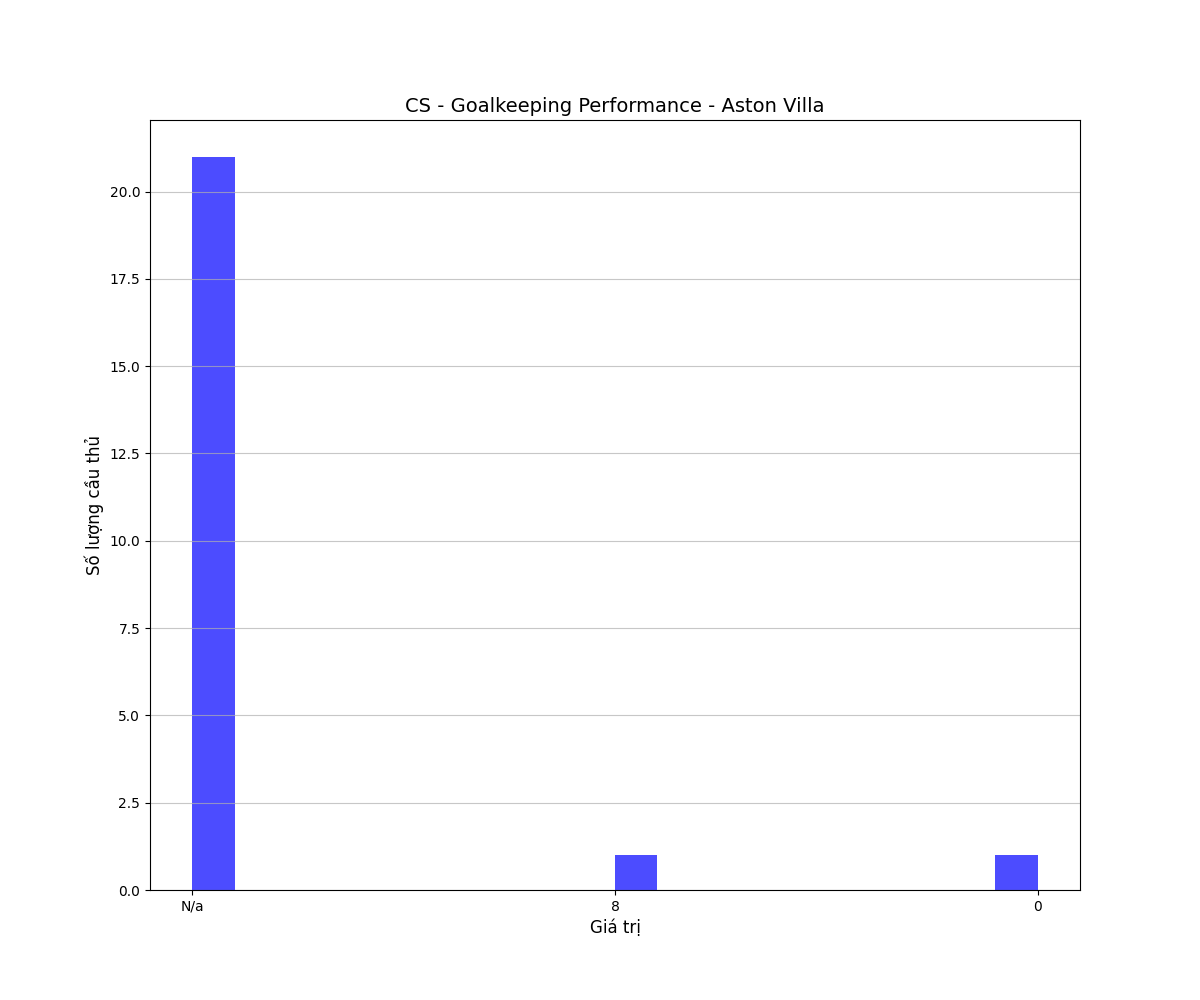 CS - Goalkeeping Performance - Aston Villa
Số lượng cầu thủ
20.0
17.5
15.0
12.5
10.0
7.5
5.0
2.5
0.0
N/a 8 0
Giá trị